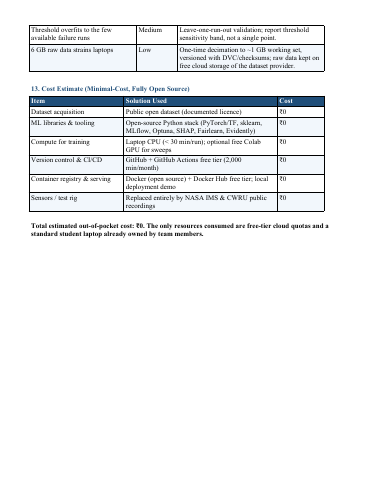 Threshold overfits to the few
available failure runs
Medium
Leave-one-run-out validation; report threshold
sensitivity band, not a single point.
6 GB raw data strains laptops
Low
One-time decimation to ~1 GB working set,
versioned with DVC/checksums; raw data kept on
free cloud storage of the dataset provider.
13. Cost Estimate (Minimal-Cost, Fully Open Source)
Item
Solution Used
Cost
Dataset acquisition
Public open dataset (documented licence)
₹0
ML libraries & tooling
Open-source Python stack (PyTorch/TF, sklearn,
MLflow, Optuna, SHAP, Fairlearn, Evidently)
₹0
Compute for training
Laptop CPU (< 30 min/run); optional free Colab
GPU for sweeps
₹0
Version control & CI/CD
GitHub + GitHub Actions free tier (2,000
min/month)
₹0
Container registry & serving
Docker (open source) + Docker Hub free tier; local
deployment demo
₹0
Sensors / test rig
Replaced entirely by NASA IMS & CWRU public
recordings
₹0
Total estimated out-of-pocket cost: ₹0. The only resources consumed are free-tier cloud quotas and a
standard student laptop already owned by team members.